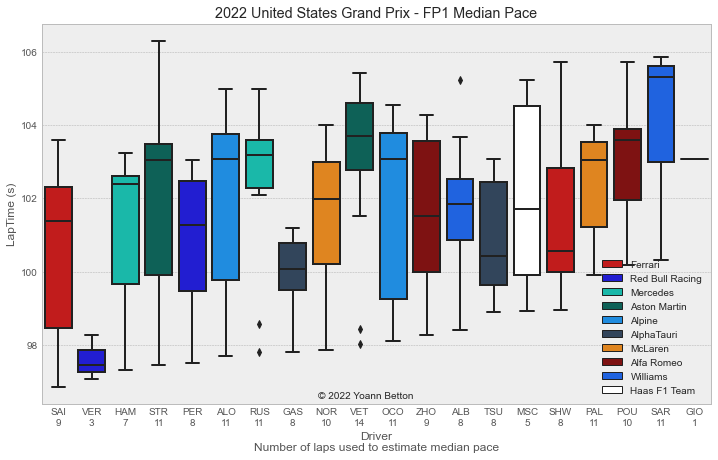 2022 United States Grand Prix - FP1 Median Pace
LapTime (s)
106
104
102
100
98
Ferrari
Red Bull Racing
Mercedes
Aston Martin
Alpine
AlphaTauri
McLaren
Alfa Romeo
Williams
Haas F1 Team
© 2022 Yoann Betton
SAI VER HAM STR PER ALO RUS GAS NOR VET OCO ZHO ALB TSU MSC SHW PAL POU SAR GIO
9 3 7 11 8 11 11 8 10 14 11 9 8 8 5 8 11 10 11 1
Driver
Number of laps used to estimate median pace